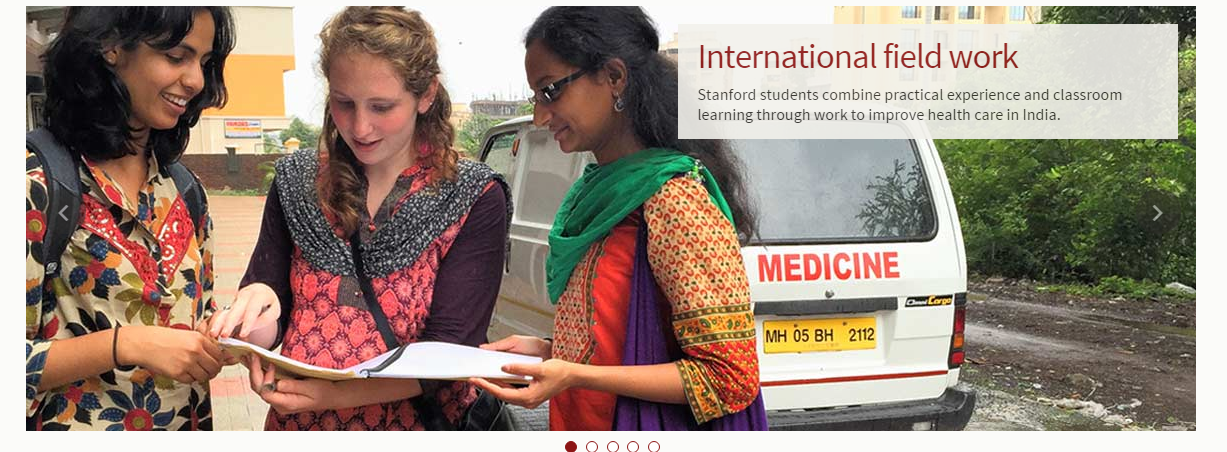 International field work
Stanford students combine practical experience and classroom
learning through work to improve health care in India.
MEDICINE
Cargo
MH 05 BH 2112